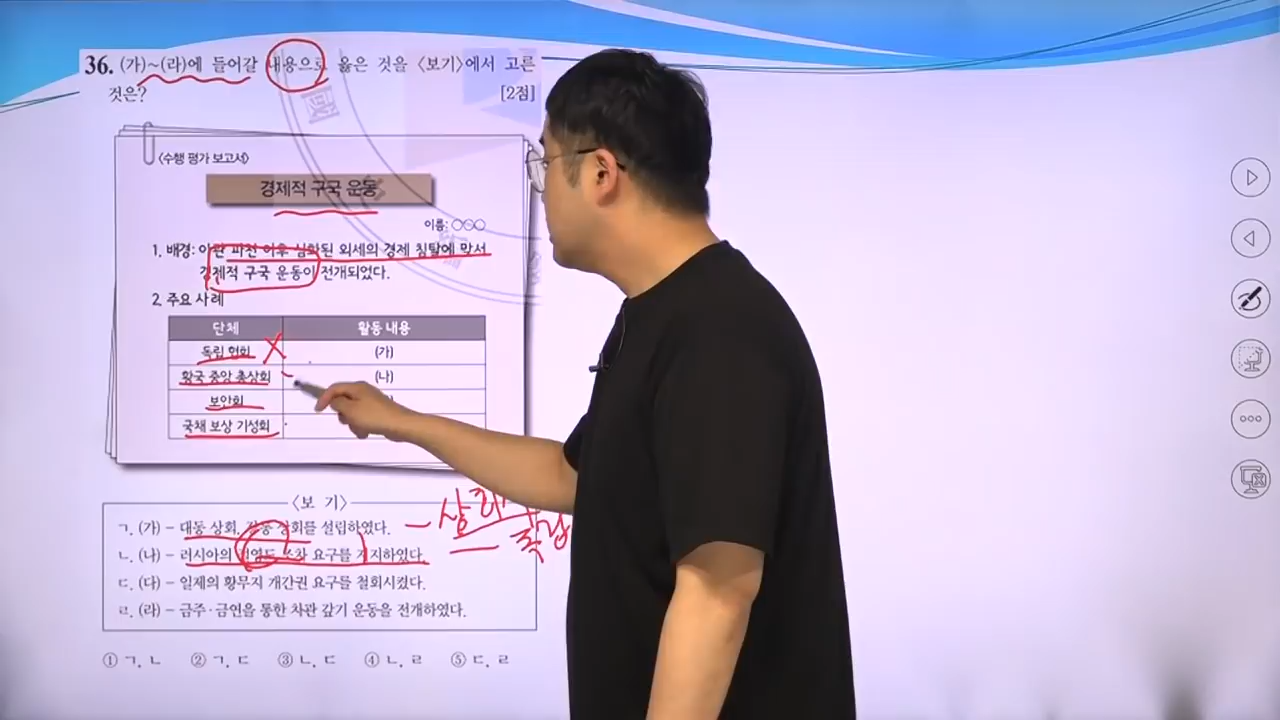 36. (가)~(라)에 들어갈 내용으로 옳은 것을 <보기>에서 고른
것은? [2점]
<수행 평가 보고서>
경제적 구국 운동
이름: ○○○
1. 배경: 아관 파천 이후 심화된 외세의 경제 침탈에 맞서
경제적 구국 운동이 전개되었다.
2. 주요 사례
단체 활동 내용
독립 협회 (가)
황국 중앙 총상회 (나)
보안회
국채 보상 기성회
<보 기>
ㄱ. (가) - 대동 상회, 상회를 설립하였다.
ㄴ. (나) - 러시아의 절영도 조차 요구를 저지하였다.
ㄷ. (다) - 일제의 황무지 개간권 요구를 철회시켰다.
ㄹ. (라) - 금주·금연을 통한 차관 갚기 운동을 전개하였다.
① ㄱ, ㄴ ② ㄱ, ㄷ ③ ㄴ, ㄷ ④ ㄴ, ㄹ ⑤ ㄷ, ㄹ